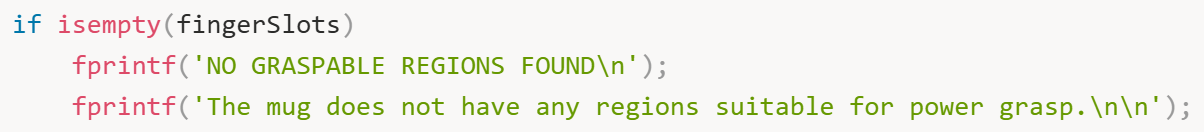 if isempty(fingerSlots)
    fprintf('NO GRASPABLE REGIONS FOUND\n');
    fprintf('The mug does not have any regions suitable for power grasp.\n\n');